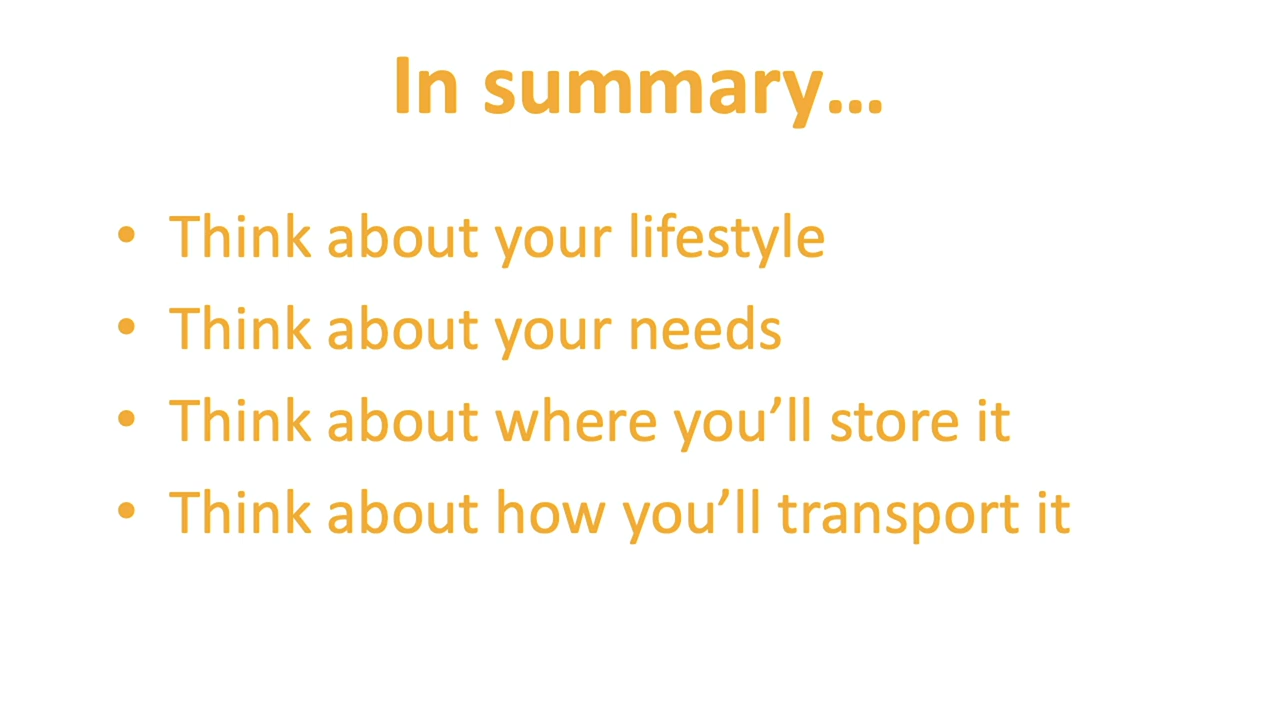 In summary…
• Think about your lifestyle
• Think about your needs
• Think about where you’ll store it
• Think about how you’ll transport it